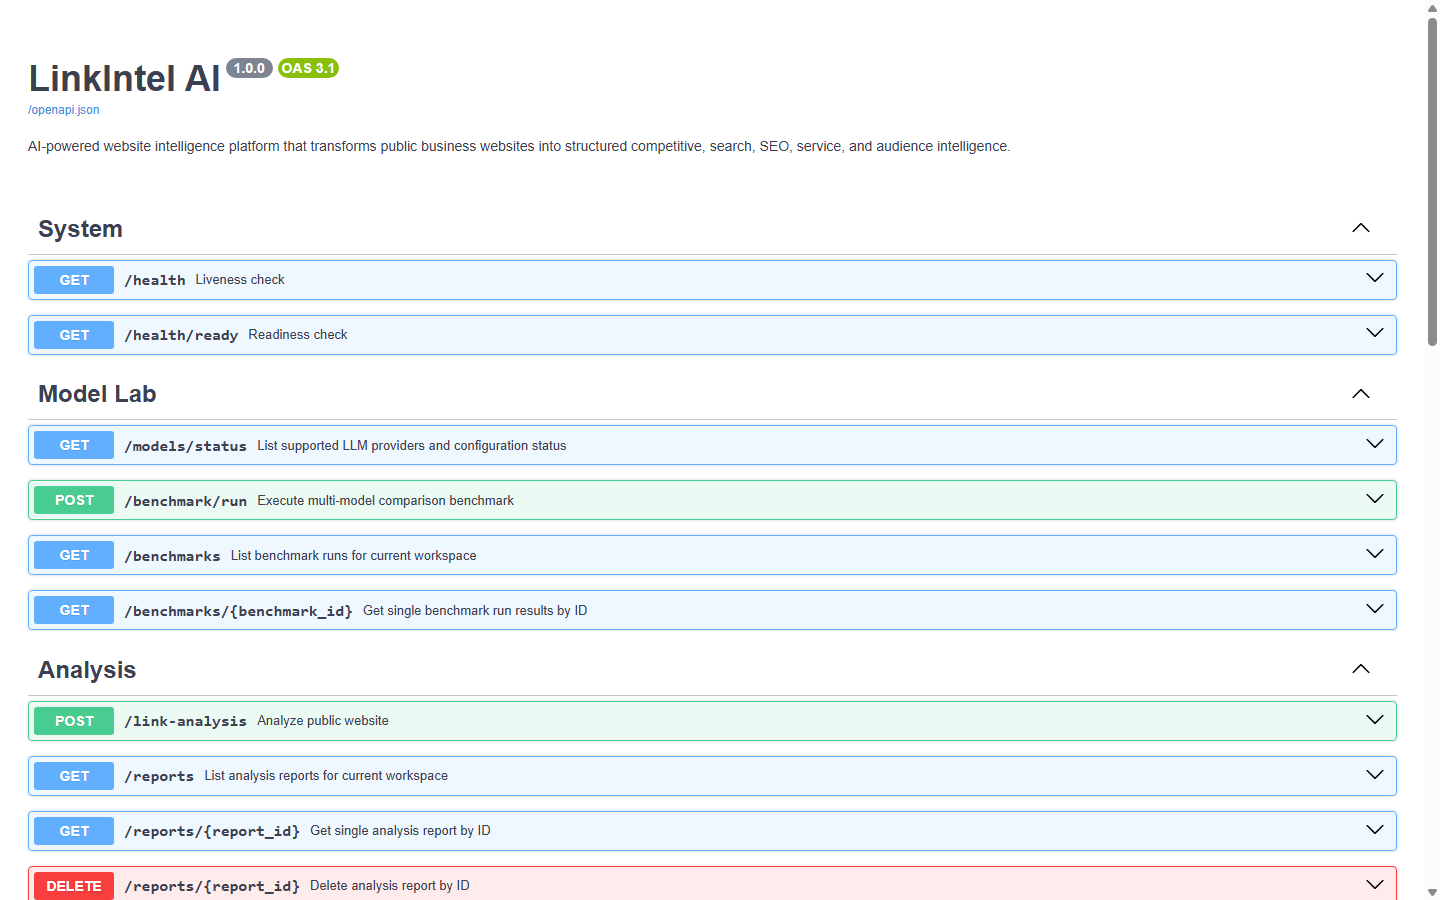 LinkIntel AI 1.0.0 OAS 3.1
/openapi.json
AI-powered website intelligence platform that transforms public business websites into structured competitive, search, SEO, service, and audience intelligence.
System
GET /health Liveness check
GET /health/ready Readiness check
Model Lab
GET /models/status List supported LLM providers and configuration status
POST /benchmark/run Execute multi-model comparison benchmark
GET /benchmarks List benchmark runs for current workspace
GET /benchmarks/{benchmark_id} Get single benchmark run results by ID
Analysis
POST /link-analysis Analyze public website
GET /reports List analysis reports for current workspace
GET /reports/{report_id} Get single analysis report by ID
DELETE /reports/{report_id} Delete analysis report by ID